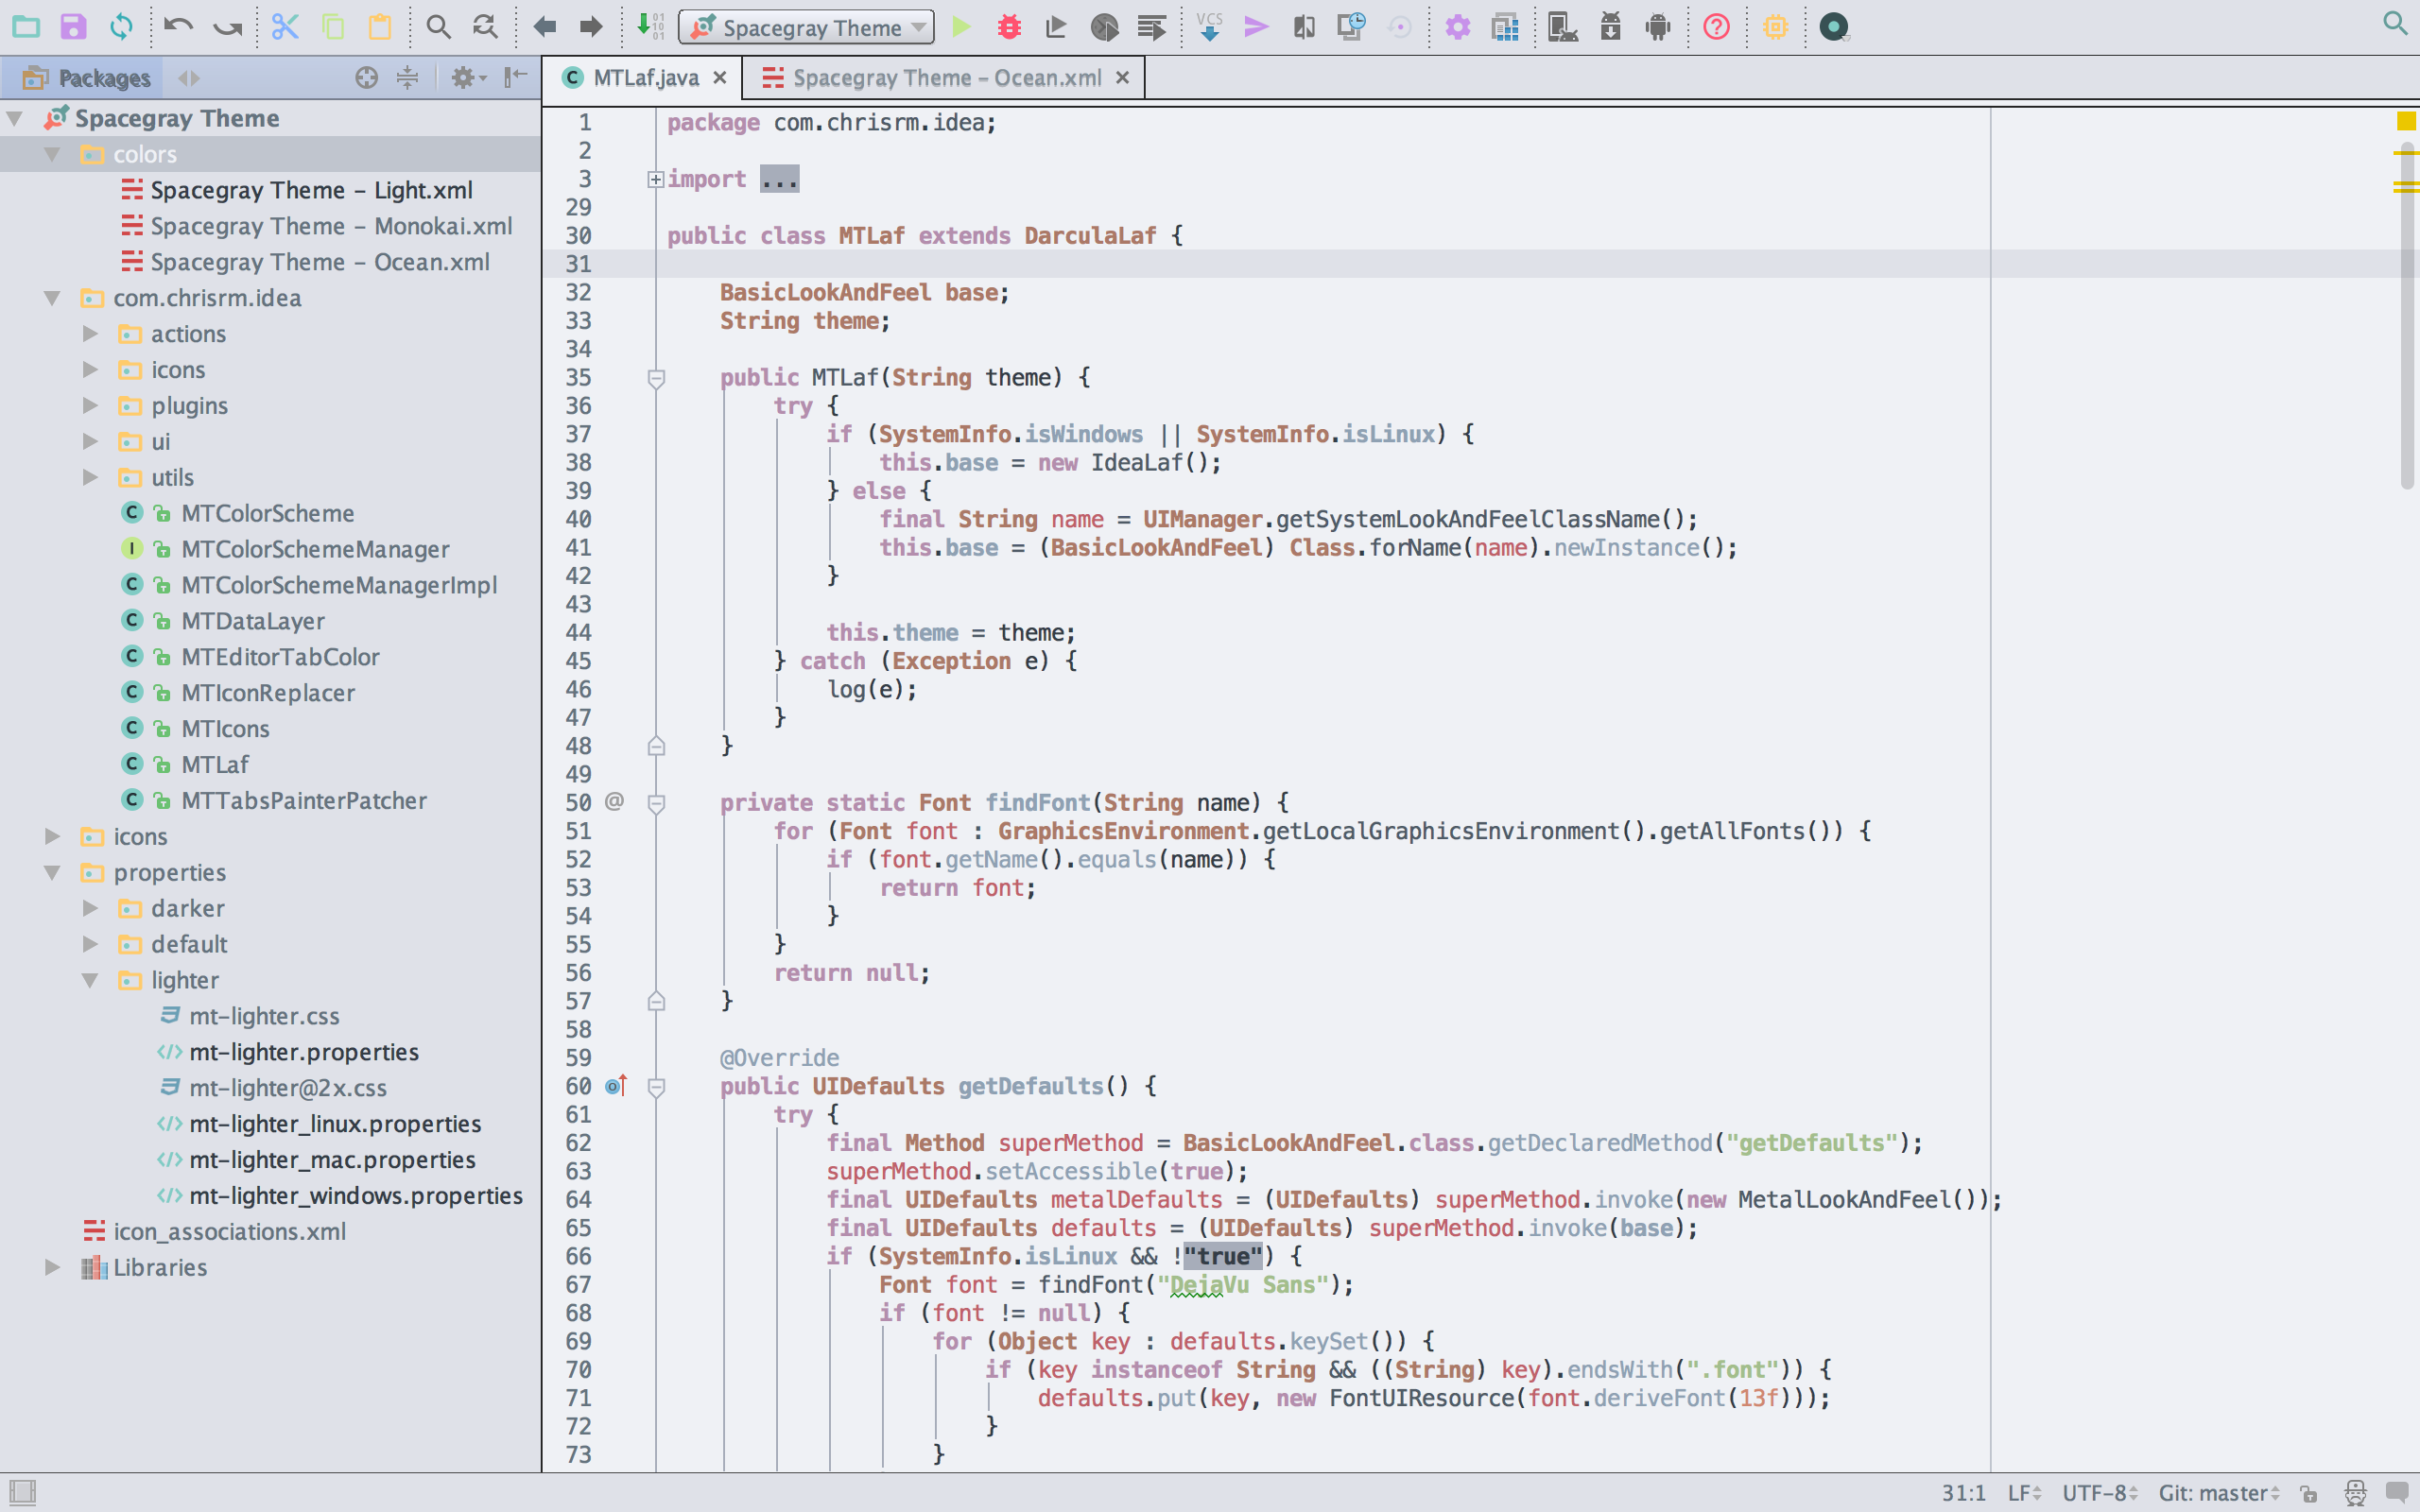 VCS
Spacegray Theme
Packages
MTLaf.java
Spacegray Theme - Ocean.xml
Spacegray Theme
colors
Spacegray Theme - Light.xml
Spacegray Theme - Monokai.xml
Spacegray Theme - Ocean.xml
com.chrisrm.idea
actions
icons
plugins
ui
utils
C MTColorScheme
I MTColorSchemeManager
C MTColorSchemeManagerImpl
C MTDataLayer
C MTEditorTabColor
C MTIconReplacer
C MTIcons
C MTLaf
C MTTabsPainterPatcher
icons
properties
darker
default
lighter
mt-lighter.css
mt-lighter.properties
mt-lighter@2x.css
mt-lighter_linux.properties
mt-lighter_mac.properties
mt-lighter_windows.properties
icon_associations.xml
Libraries
1 package com.chrisrm.idea;
2
3 import ...
29
30 public class MTLaf extends DarculaLaf {
31
32 BasicLookAndFeel base;
33 String theme;
34
35 public MTLaf(String theme) {
36 try {
37 if (SystemInfo.isWindows || SystemInfo.isLinux) {
38 this.base = new IdeaLaf();
39 } else {
40 final String name = UIManager.getSystemLookAndFeelClassName();
41 this.base = (BasicLookAndFeel) Class.forName(name).newInstance();
42 }
43
44 this.theme = theme;
45 } catch (Exception e) {
46 log(e);
47 }
48 }
49
50 @ private static Font findFont(String name) {
51 for (Font font : GraphicsEnvironment.getLocalGraphicsEnvironment().getAllFonts()) {
52 if (font.getName().equals(name)) {
53 return font;
54 }
55 }
56 return null;
57 }
58
59 @Override
60 public UIDefaults getDefaults() {
61 try {
62 final Method superMethod = BasicLookAndFeel.class.getDeclaredMethod("getDefaults");
63 superMethod.setAccessible(true);
64 final UIDefaults metalDefaults = (UIDefaults) superMethod.invoke(new MetalLookAndFeel());
65 final UIDefaults defaults = (UIDefaults) superMethod.invoke(base);
66 if (SystemInfo.isLinux && !"true") {
67 Font font = findFont("DejaVu Sans");
68 if (font != null) {
69 for (Object key : defaults.keySet()) {
70 if (key instanceof String && ((String) key).endsWith(".font")) {
71 defaults.put(key, new FontUIResource(font.deriveFont(13f)));
72 }
73 }
31:1 LF UTF-8 Git: master